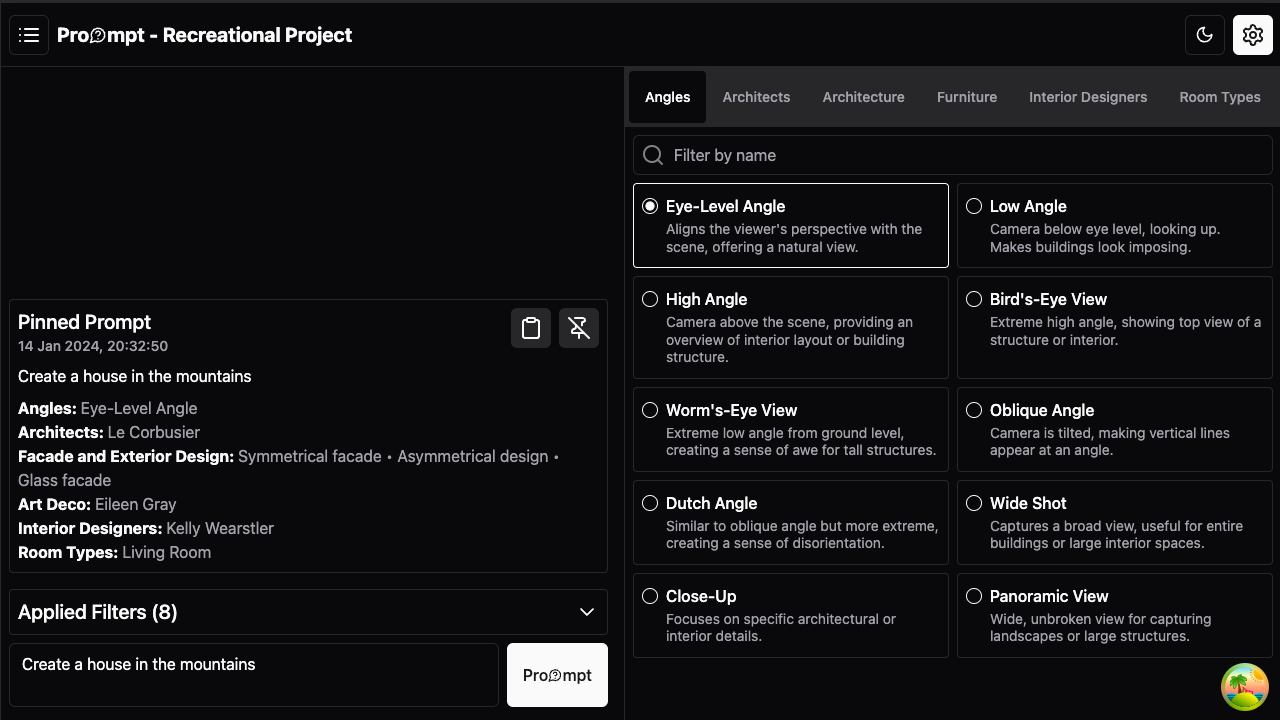 Prompt - Recreational Project
Angles
Architects
Architecture
Furniture
Interior Designers
Room Types
Filter by name
Eye-Level Angle
Aligns the viewer's perspective with the
scene, offering a natural view.
Low Angle
Camera below eye level, looking up.
Makes buildings look imposing.
High Angle
Camera above the scene, providing an
overview of interior layout or building
structure.
Bird's-Eye View
Extreme high angle, showing top view of a
structure or interior.
Worm's-Eye View
Extreme low angle from ground level,
creating a sense of awe for tall structures.
Oblique Angle
Camera is tilted, making vertical lines
appear at an angle.
Dutch Angle
Similar to oblique angle but more extreme,
creating a sense of disorientation.
Wide Shot
Captures a broad view, useful for entire
buildings or large interior spaces.
Close-Up
Focuses on specific architectural or
interior details.
Panoramic View
Wide, unbroken view for capturing
landscapes or large structures.
Pinned Prompt
14 Jan 2024, 20:32:50
Create a house in the mountains
Angles: Eye-Level Angle
Architects: Le Corbusier
Facade and Exterior Design: Symmetrical facade • Asymmetrical design •
Glass facade
Art Deco: Eileen Gray
Interior Designers: Kelly Wearstler
Room Types: Living Room
Applied Filters (8)
Create a house in the mountains
Prompt